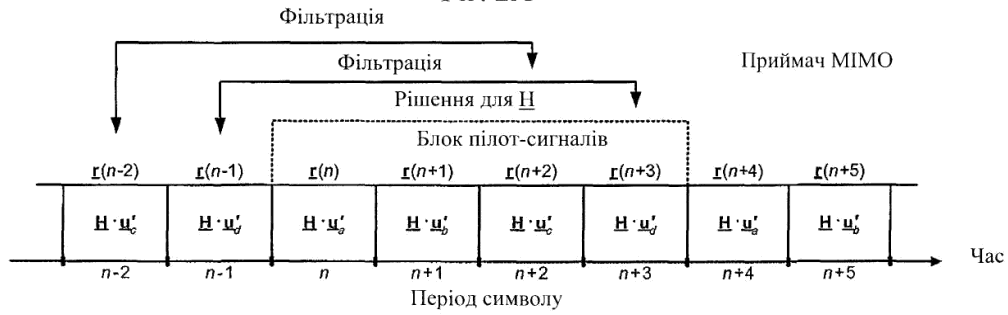 Фільтрація
Фільтрація
Приймач МІМО
Рішення для H
Блок пілот-сигналів
r(n-2) r(n-1) r(n) r(n+1) r(n+2) r(n+3) r(n+4) r(n+5)
H · u'c H · u'd H · u'a H · u'b H · u'c H · u'd H · u'a H · u'b
Час
n-2 n-1 n n+1 n+2 n+3 n+4 n+5
Період символу